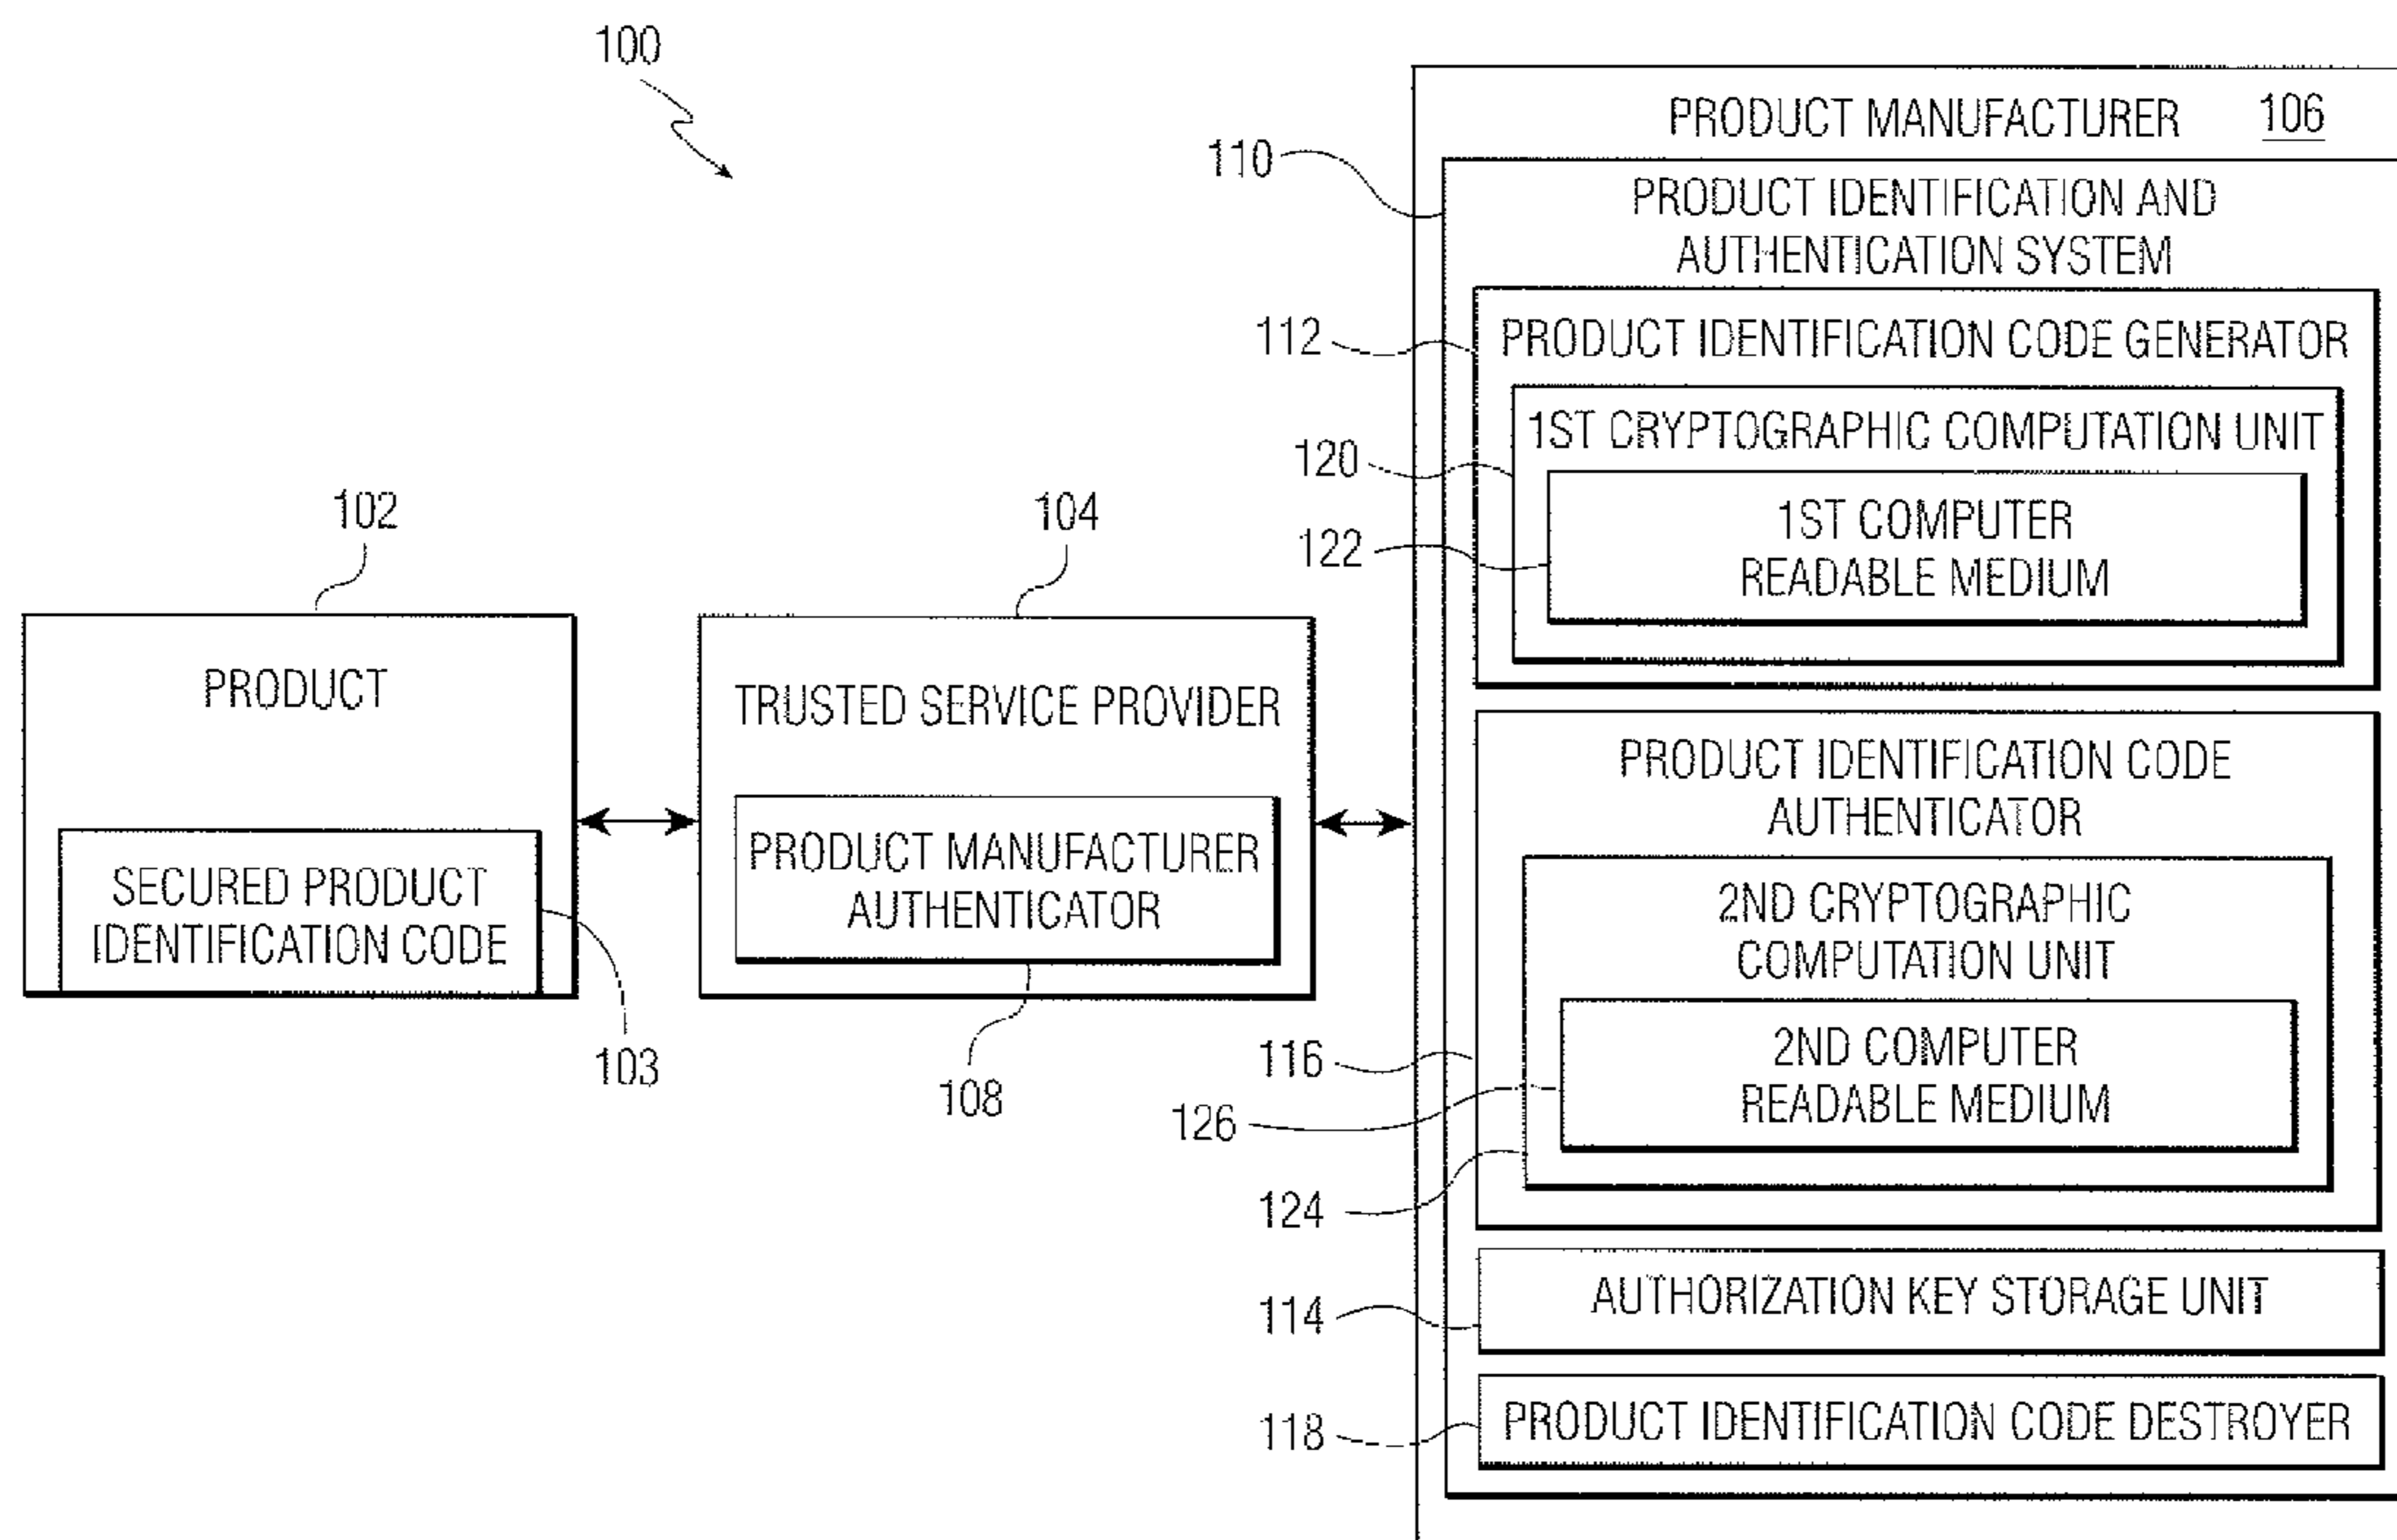 100
PRODUCT MANUFACTURER 106
110
PRODUCT IDENTIFICATION AND
AUTHENTICATION SYSTEM
112
PRODUCT IDENTIFICATION CODE GENERATOR
1ST CRYPTOGRAPHIC COMPUTATION UNIT
120
1ST COMPUTER
READABLE MEDIUM
122
102
PRODUCT
SECURED PRODUCT
IDENTIFICATION CODE
103
104
TRUSTED SERVICE PROVIDER
PRODUCT MANUFACTURER
AUTHENTICATOR
108
PRODUCT IDENTIFICATION CODE
AUTHENTICATOR
2ND CRYPTOGRAPHIC
COMPUTATION UNIT
116
2ND COMPUTER
READABLE MEDIUM
126
124
AUTHORIZATION KEY STORAGE UNIT
114
PRODUCT IDENTIFICATION CODE DESTROYER
118